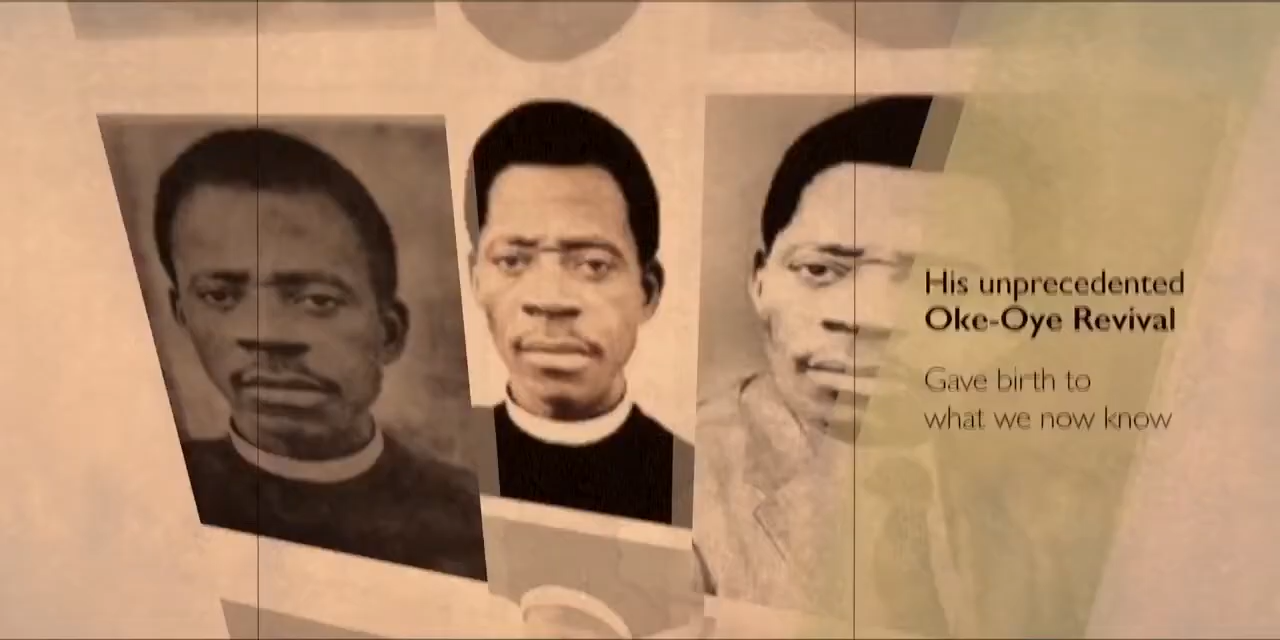 His unprecedented
Oke-Oye Revival
Gave birth to
what we now know